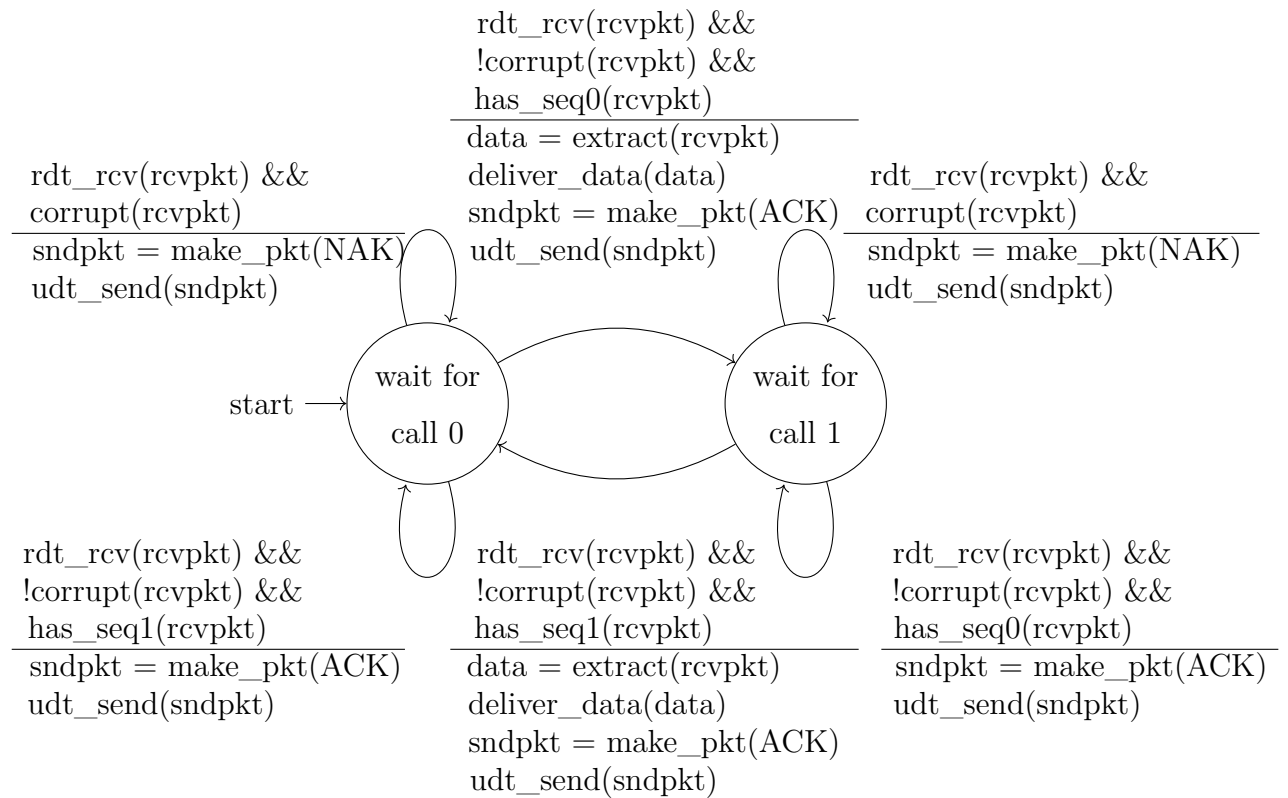 rdt_rcv(rcvpkt) &&
!corrupt(rcvpkt) &&
has_seq0(rcvpkt)
data = extract(rcvpkt)
deliver_data(data)
sndpkt = make_pkt(ACK)
udt_send(sndpkt)
rdt_rcv(rcvpkt) &&
corrupt(rcvpkt)
sndpkt = make_pkt(NAK)
udt_send(sndpkt)
rdt_rcv(rcvpkt) &&
corrupt(rcvpkt)
sndpkt = make_pkt(NAK)
udt_send(sndpkt)
start
wait for
call 0
wait for
call 1
rdt_rcv(rcvpkt) &&
!corrupt(rcvpkt) &&
has_seq1(rcvpkt)
sndpkt = make_pkt(ACK)
udt_send(sndpkt)
rdt_rcv(rcvpkt) &&
!corrupt(rcvpkt) &&
has_seq1(rcvpkt)
data = extract(rcvpkt)
deliver_data(data)
sndpkt = make_pkt(ACK)
udt_send(sndpkt)
rdt_rcv(rcvpkt) &&
!corrupt(rcvpkt) &&
has_seq0(rcvpkt)
sndpkt = make_pkt(ACK)
udt_send(sndpkt)